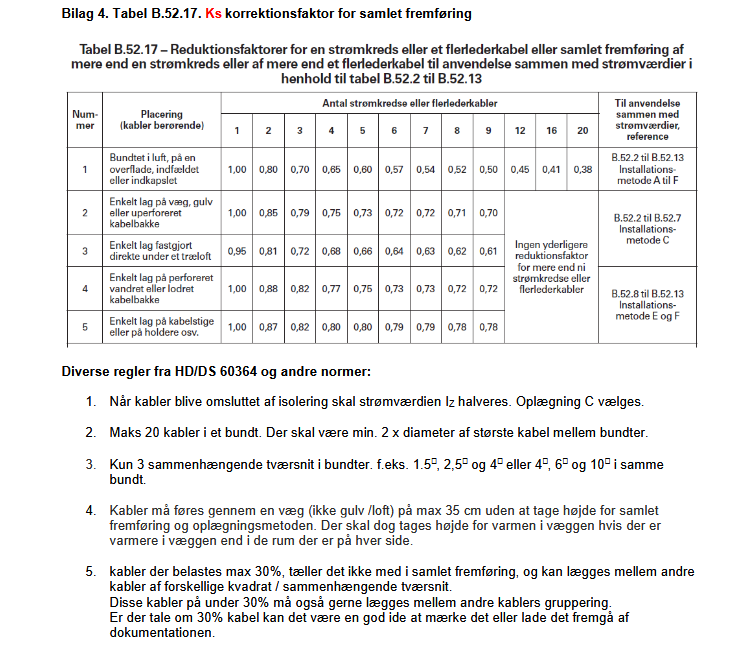 Bilag 4. Tabel B.52.17. Ks korrektionsfaktor for samlet fremføring
Tabel B.52.17 – Reduktionsfaktorer for en strømkreds eller et flerlederkabel eller samlet fremføring af
mere end en strømkreds eller af mere end et flerlederkabel til anvendelse sammen med strømværdier i
henhold til tabel B.52.2 til B.52.13
Num-
mer
Placering
(kabler berørende)
Antal strømkredse eller flerlederkabler
Til anvendelse
sammen med
strømværdier,
reference
1 2 3 4 5 6 7 8 9 12 16 20
1
Bundtet i luft, på en
overflade, indfældet
eller indkapslet
1,00 0,80 0,70 0,65 0,60 0,57 0,54 0,52 0,50 0,45 0,41 0,38
B.52.2 til B.52.13
Installations-
metode A til F
2
Enkelt lag på væg, gulv
eller uperforeret
kabelbakke
1,00 0,85 0,79 0,75 0,73 0,72 0,72 0,71 0,70
3
Enkelt lag fastgjort
direkte under et træloft
0,95 0,81 0,72 0,68 0,66 0,64 0,63 0,62 0,61
B.52.2 til B.52.7
Installations-
metode C
4
Enkelt lag på perforeret
vandret eller lodret
kabelbakke
1,00 0,88 0,82 0,77 0,75 0,73 0,73 0,72 0,72
5
Enkelt lag på kabelstige
eller på holdere osv.
1,00 0,87 0,82 0,80 0,80 0,79 0,79 0,78 0,78
Ingen yderligere
reduktionsfaktor
for mere end ni
strømkredse eller
flerlederkabler
B.52.8 til B.52.13
Installations-
metode E og F
Diverse regler fra HD/DS 60364 og andre normer:
1. Når kabler blive omsluttet af isolering skal strømværdien Iz halveres. Oplægning C vælges.
2. Maks 20 kabler i et bundt. Der skal være min. 2 x diameter af største kabel mellem bundter.
3. Kun 3 sammenhængende tværsnit i bundter. f.eks. 1.5□, 2,5□ og 4□ eller 4□, 6□ og 10□ i samme
bundt.
4. Kabler må føres gennem en væg (ikke gulv /loft) på max 35 cm uden at tage højde for samlet
fremføring og oplægningsmetoden. Der skal dog tages højde for varmen i væggen hvis der er
varmere i væggen end i de rum der er på hver side.
5. kabler der belastes max 30%, tæller det ikke med i samlet fremføring, og kan lægges mellem andre
kabler af forskellige kvadrat / sammenhængende tværsnit.
Disse kabler på under 30% må også gerne lægges mellem andre kablers gruppering.
Er der tale om 30% kabel kan det være en god ide at mærke det eller lade det fremgå af
dokumentationen.